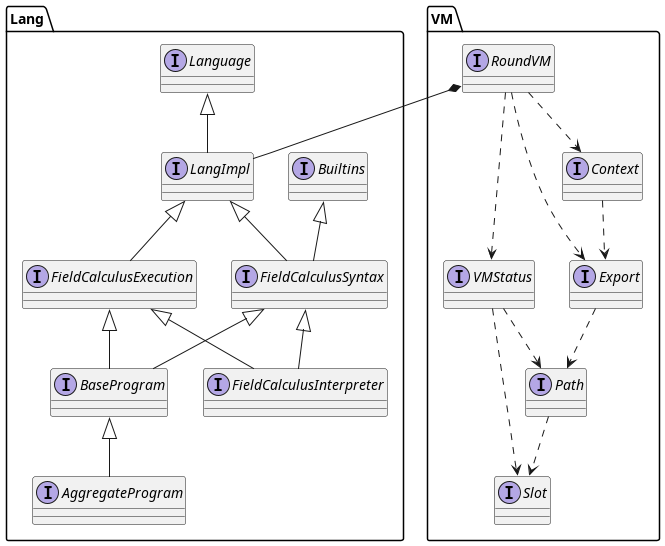 Lang
VM
I Language
I RoundVM
I LangImpl
I Builtins
I Context
I FieldCalculusExecution
I FieldCalculusSyntax
I VMStatus
I Export
I BaseProgram
I FieldCalculusInterpreter
I Path
I AggregateProgram
I Slot